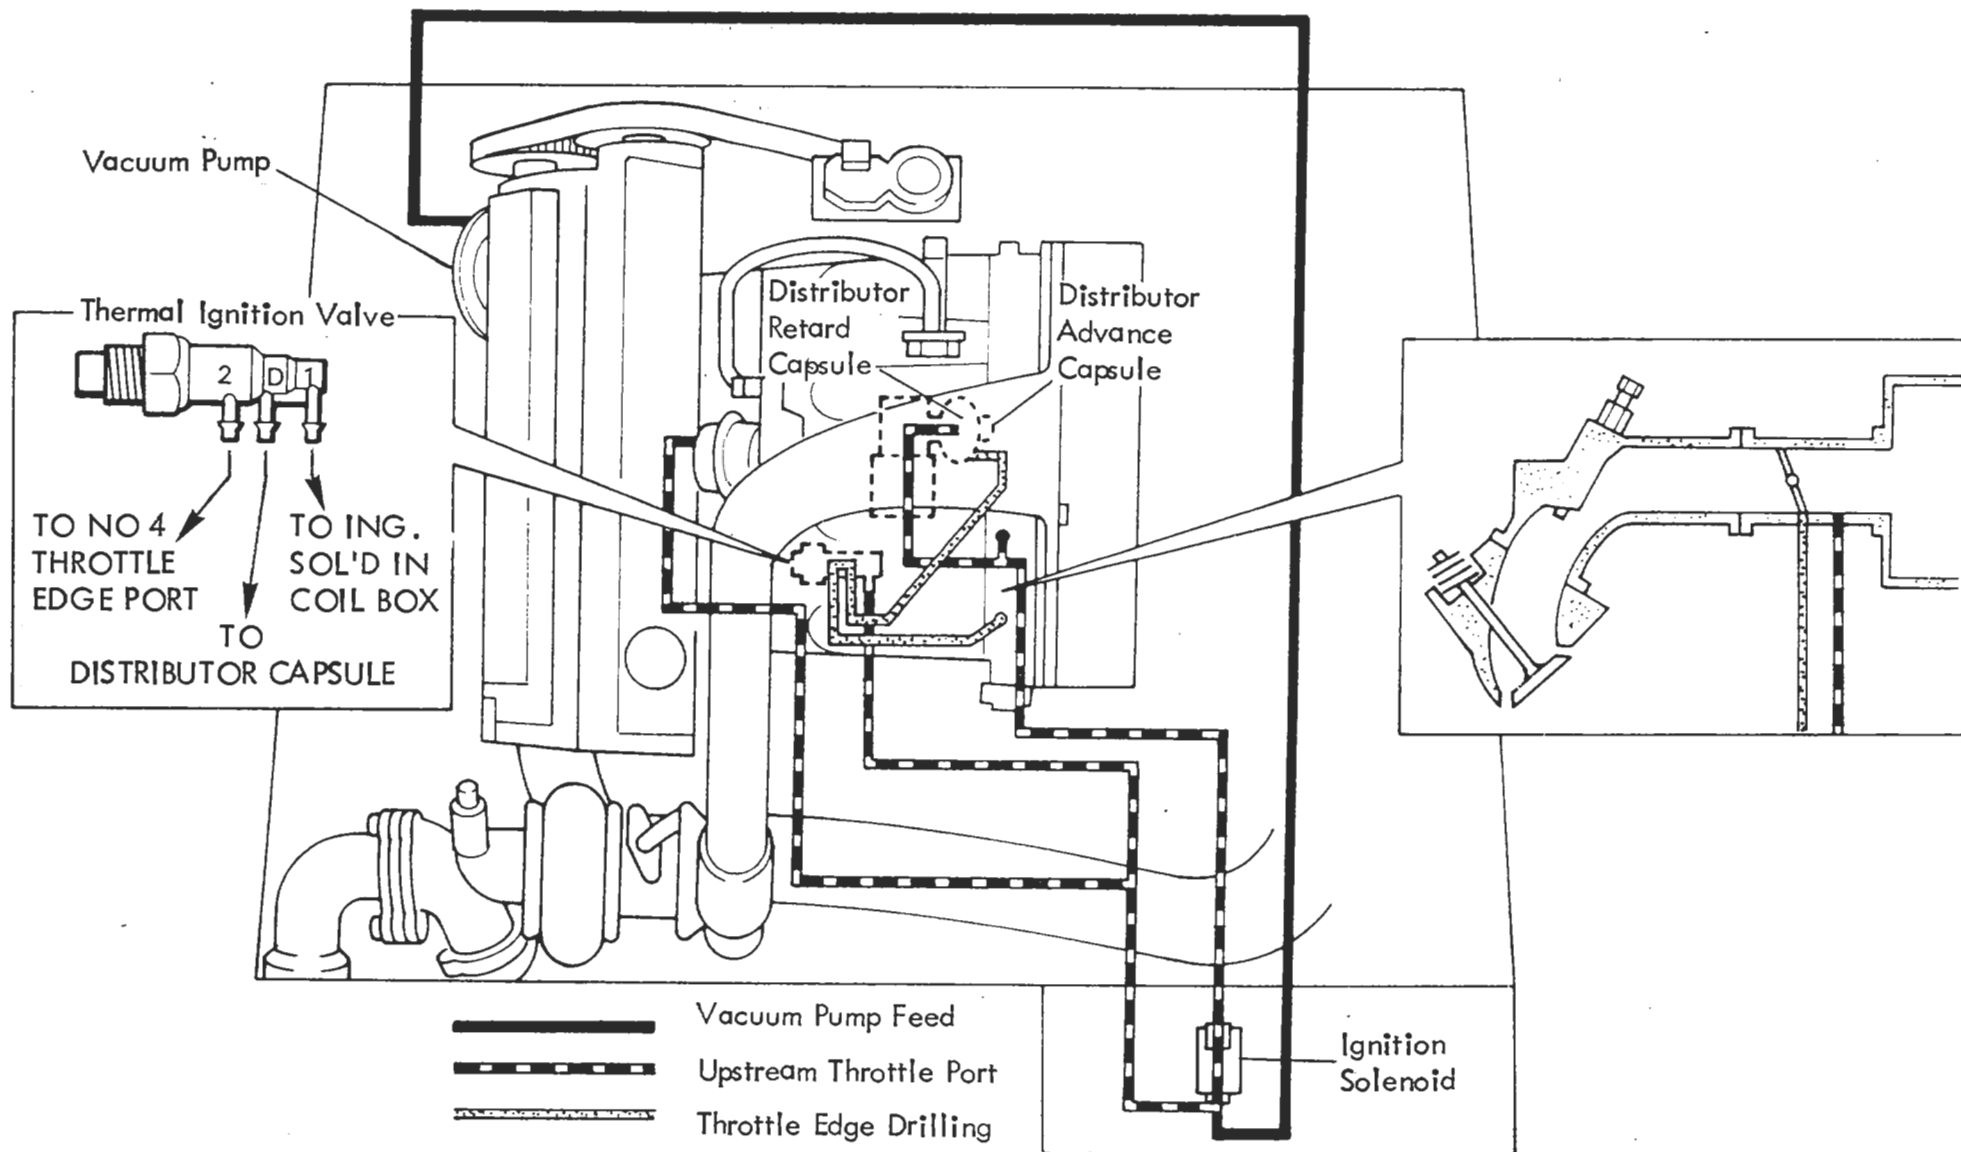 Vacuum Pump
Thermal Ignition Valve
2 D 1
TO NO 4
THROTTLE
EDGE PORT
TO ING.
SOL'D IN
COIL BOX
TO
DISTRIBUTOR CAPSULE
Distributor
Retard
Capsule
Distributor
Advance
Capsule
Vacuum Pump Feed
Upstream Throttle Port
Throttle Edge Drilling
Ignition
Solenoid